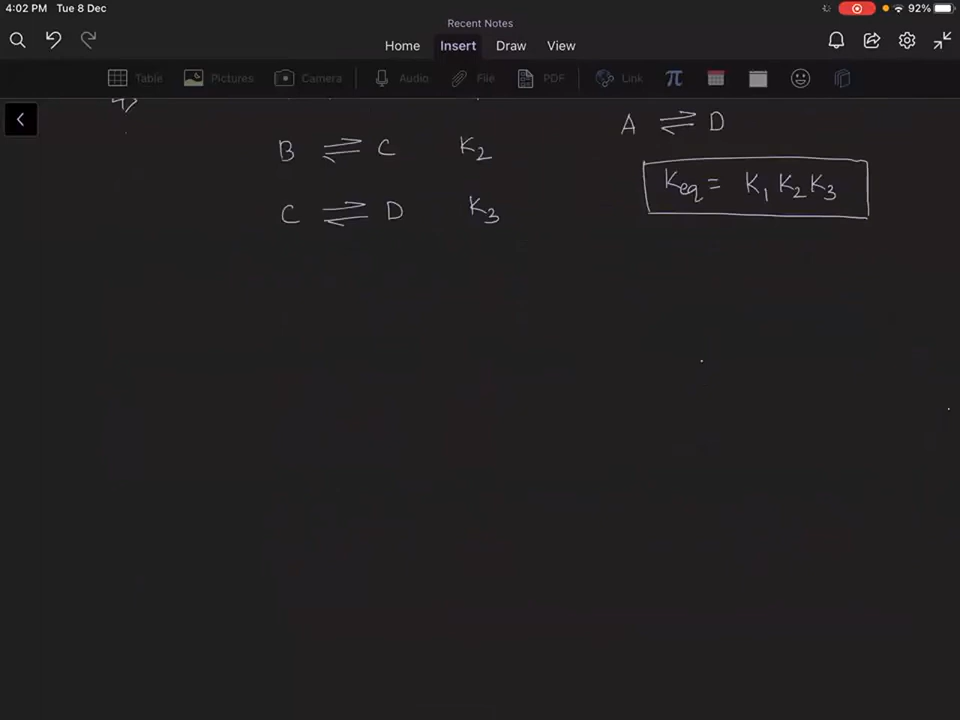 4:02 PM Tue 8 Dec
92%
Recent Notes
Home Insert Draw View
Table Pictures Camera Audio File PDF Link π
4)
A ⇌ D
B ⇌ C K₂
Keq = K₁ K₂ K₃
C ⇌ D K₃